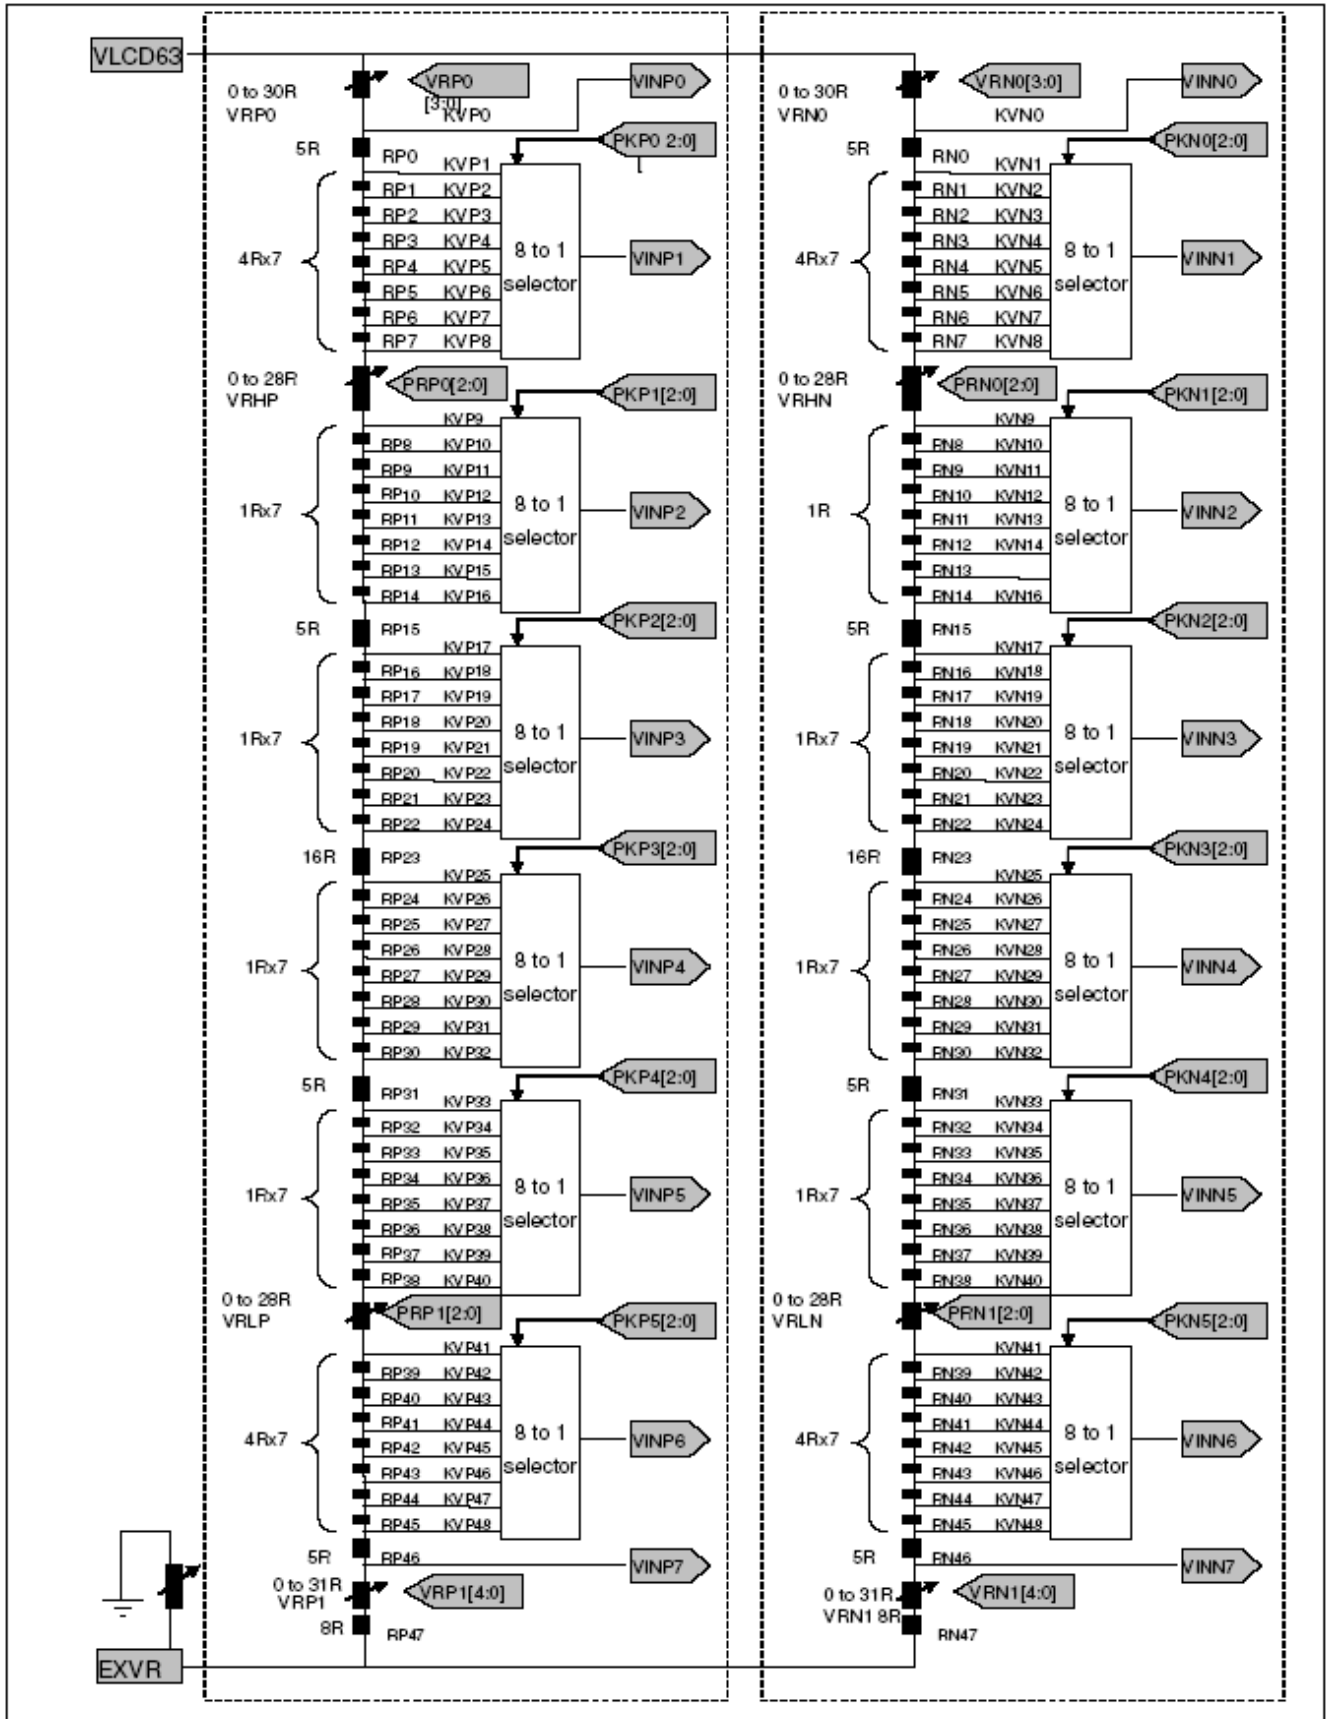 VLCD63
0 to 30R
VRP0
VRP0
[3:0]
KVP0
VINP0
PKP0 2:0]
[
5R
RP0 KVP1
RP1 KVP2
RP2 KVP3
RP3 KVP4
RP4 KVP5
RP5 KVP6
RP6 KVP7
RP7 KVP8
4Rx7
8 to 1
selector
VINP1
0 to 28R
VRHP
PRP0[2:0]
PKP1[2:0]
KVP9
RP8 KVP10
RP9 KVP11
RP10 KVP12
RP11 KVP13
RP12 KVP14
RP13 KVP15
RP14 KVP16
1Rx7
8 to 1
selector
VINP2
5R
RP15
PKP2[2:0]
KVP17
RP16 KVP18
RP17 KVP19
RP18 KVP20
RP19 KVP21
RP20 KVP22
RP21 KVP23
RP22 KVP24
1Rx7
8 to 1
selector
VINP3
16R
RP23
PKP3[2:0]
KVP25
RP24 KVP26
RP25 KVP27
RP26 KVP28
RP27 KVP29
RP28 KVP30
RP29 KVP31
RP30 KVP32
1Rx7
8 to 1
selector
VINP4
5R
RP31
PKP4[2:0]
KVP33
RP32 KVP34
RP33 KVP35
RP34 KVP36
RP35 KVP37
RP36 KVP38
RP37 KVP39
RP38 KVP40
1Rx7
8 to 1
selector
VINP5
0 to 28R
VRLP
PRP1[2:0]
PKP5[2:0]
KVP41
RP39 KVP42
RP40 KVP43
RP41 KVP44
RP42 KVP45
RP43 KVP46
RP44 KVP47
RP45 KVP48
4Rx7
8 to 1
selector
VINP6
5R
RP46
VINP7
0 to 31R
VRP1
VRP1[4:0]
8R
RP47
EXVR
0 to 30R
VRN0
VRN0[3:0]
KVN0
VINN0
PKN0[2:0]
5R
RN0 KVN1
RN1 KVN2
RN2 KVN3
RN3 KVN4
RN4 KVN5
RN5 KVN6
RN6 KVN7
RN7 KVN8
4Rx7
8 to 1
selector
VINN1
0 to 28R
VRHN
PRN0[2:0]
PKN1[2:0]
KVN9
RN8 KVN10
RN9 KVN11
RN10 KVN12
RN11 KVN13
RN12 KVN14
RN13
RN14 KVN16
1R
8 to 1
selector
VINN2
5R
RN15
PKN2[2:0]
KVN17
RN16 KVN18
RN17 KVN19
RN18 KVN20
RN19 KVN21
RN20 KVN22
RN21 KVN23
RN22 KVN24
1Rx7
8 to 1
selector
VINN3
16R
RN23
PKN3[2:0]
KVN25
RN24 KVN26
RN25 KVN27
RN26 KVN28
RN27 KVN29
RN28 KVN30
RN29 KVN31
RN30 KVN32
1Rx7
8 to 1
selector
VINN4
5R
RN31
PKN4[2:0]
KVN33
RN32 KVN34
RN33 KVN35
RN34 KVN36
RN35 KVN37
RN36 KVN38
RN37 KVN39
RN38 KVN40
1Rx7
8 to 1
selector
VINN5
0 to 28R
VRLN
PRN1[2:0]
PKN5[2:0]
KVN41
RN39 KVN42
RN40 KVN43
RN41 KVN44
RN42 KVN45
RN43 KVN46
RN44 KVN47
RN45 KVN48
4Rx7
8 to 1
selector
VINN6
5R
RN46
VINN7
0 to 31R
VRN1 8R
VRN1[4:0]
RN47